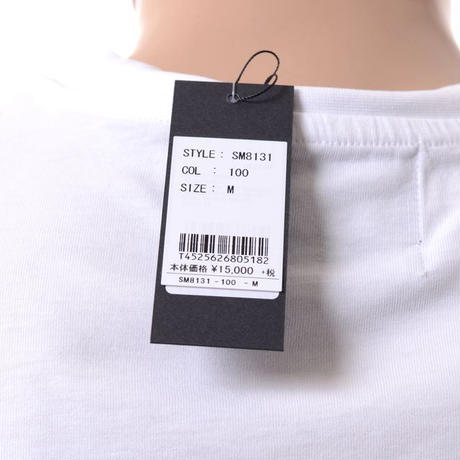 STYLE： SM8131
COL ： 100
SIZE： M
T4525626805182
本体価格 ¥15,000 +税
SM8131-100 -M